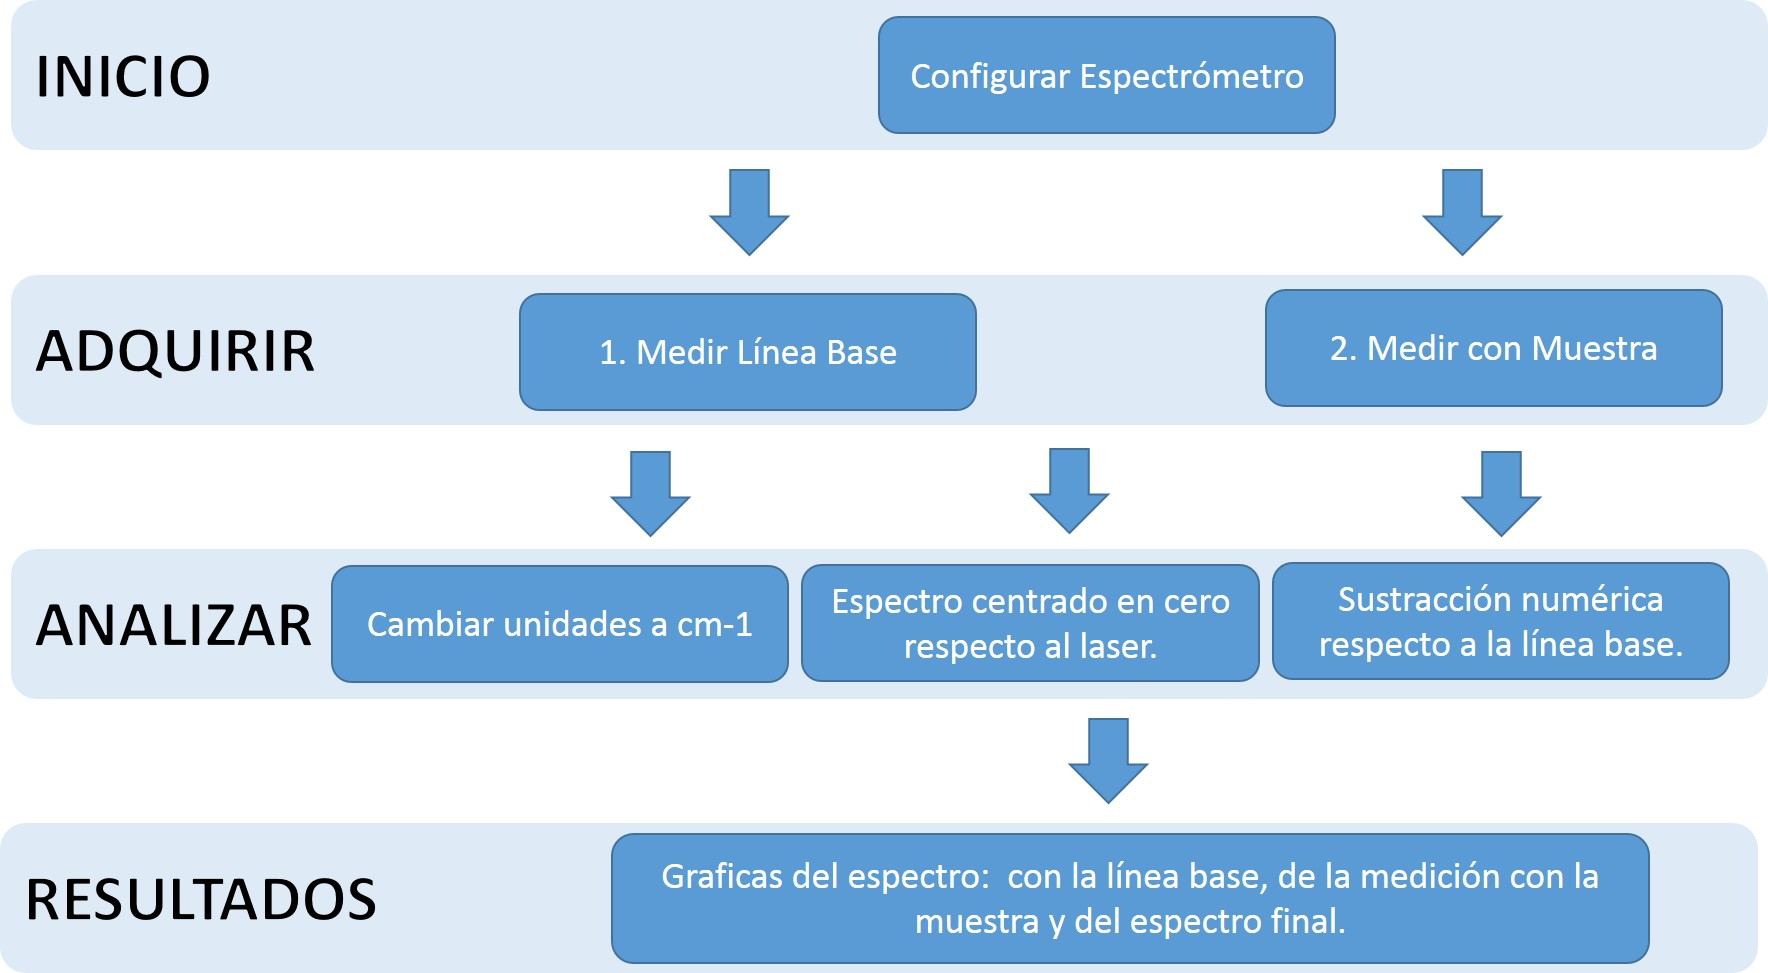 INICIO
Configurar Espectrómetro
ADQUIRIR
1. Medir Línea Base
2. Medir con Muestra
ANALIZAR
Cambiar unidades a cm-1
Espectro centrado en cero
respecto al laser.
Sustracción numérica
respecto a la línea base.
RESULTADOS
Graficas del espectro:  con la línea base, de la medición con la
muestra y del espectro final.